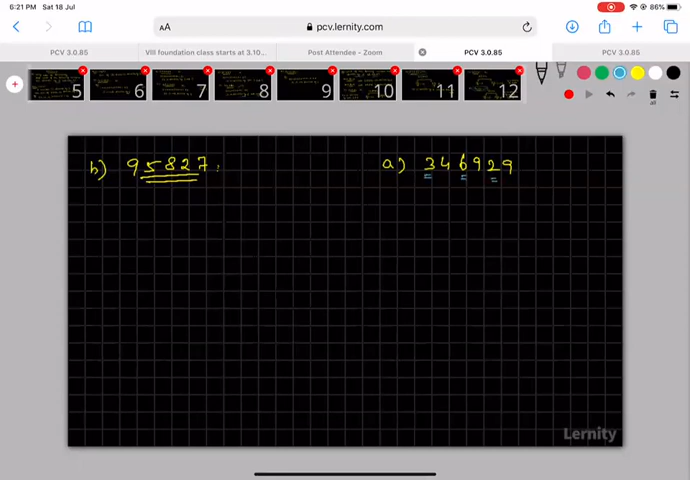 6:21 PM Sat 18 Jul 86%
AA pcv.lernity.com
PCV 3.0.85 VIII foundation class starts at 3.10... Post Attendee - Zoom PCV 3.0.85 PCV 3.0.85
5 6 7 8 9 10 11 12
all
b) 95827: a) 346929
Lernity